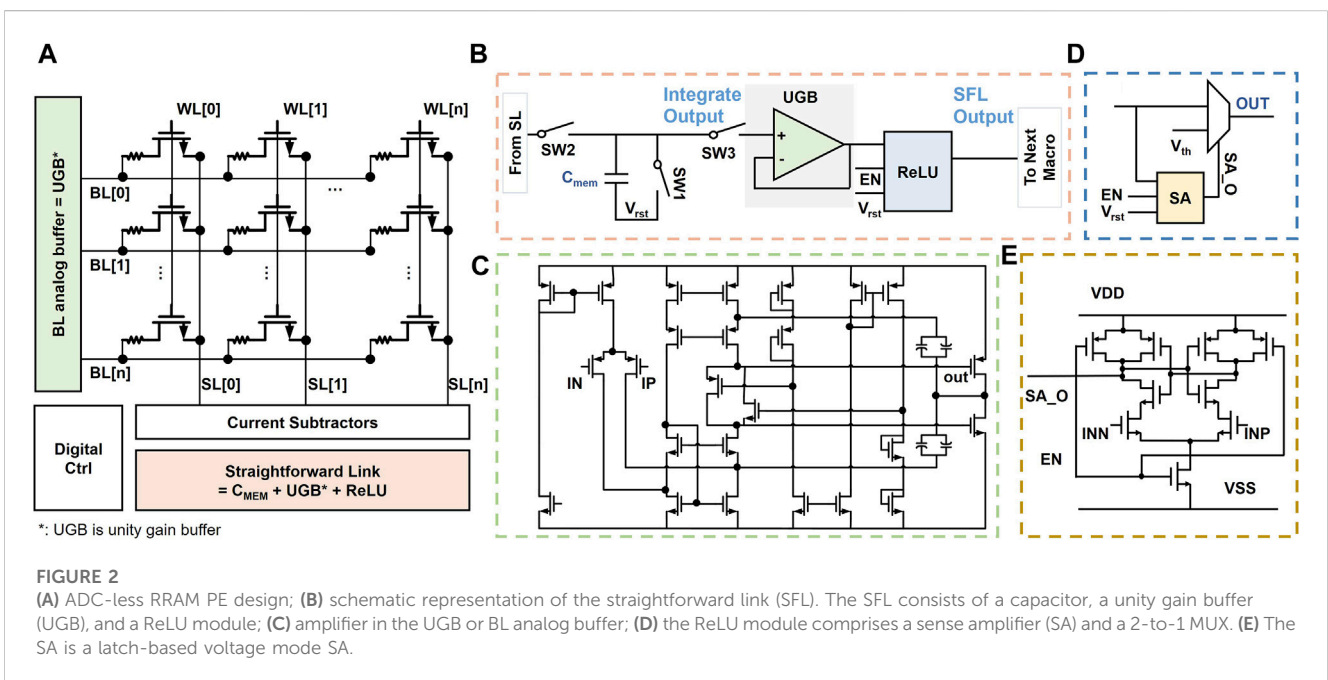 A
BL analog buffer = UGB*
WL[0] WL[1] WL[n]
...
BL[0]
BL[1]
... ... ...
BL[n]
SL[0] SL[1] SL[n]
Digital
Ctrl
Current Subtractors
Straightforward Link
= CMEM + UGB* + ReLU
*: UGB is unity gain buffer
B
From SL
SW2
Cmem
SW1
Vrst
Integrate
Output
SW3
UGB
+
-
EN
Vrst
ReLU
SFL
Output
To Next
Macro
C
IN IP
out
D
OUT
Vth
SA_O
EN
Vrst
SA
E
VDD
SA_O
INN INP
EN
VSS
FIGURE 2
(A) ADC-less RRAM PE design; (B) schematic representation of the straightforward link (SFL). The SFL consists of a capacitor, a unity gain buffer
(UGB), and a ReLU module; (C) amplifier in the UGB or BL analog buffer; (D) the ReLU module comprises a sense amplifier (SA) and a 2-to-1 MUX. (E) The
SA is a latch-based voltage mode SA.